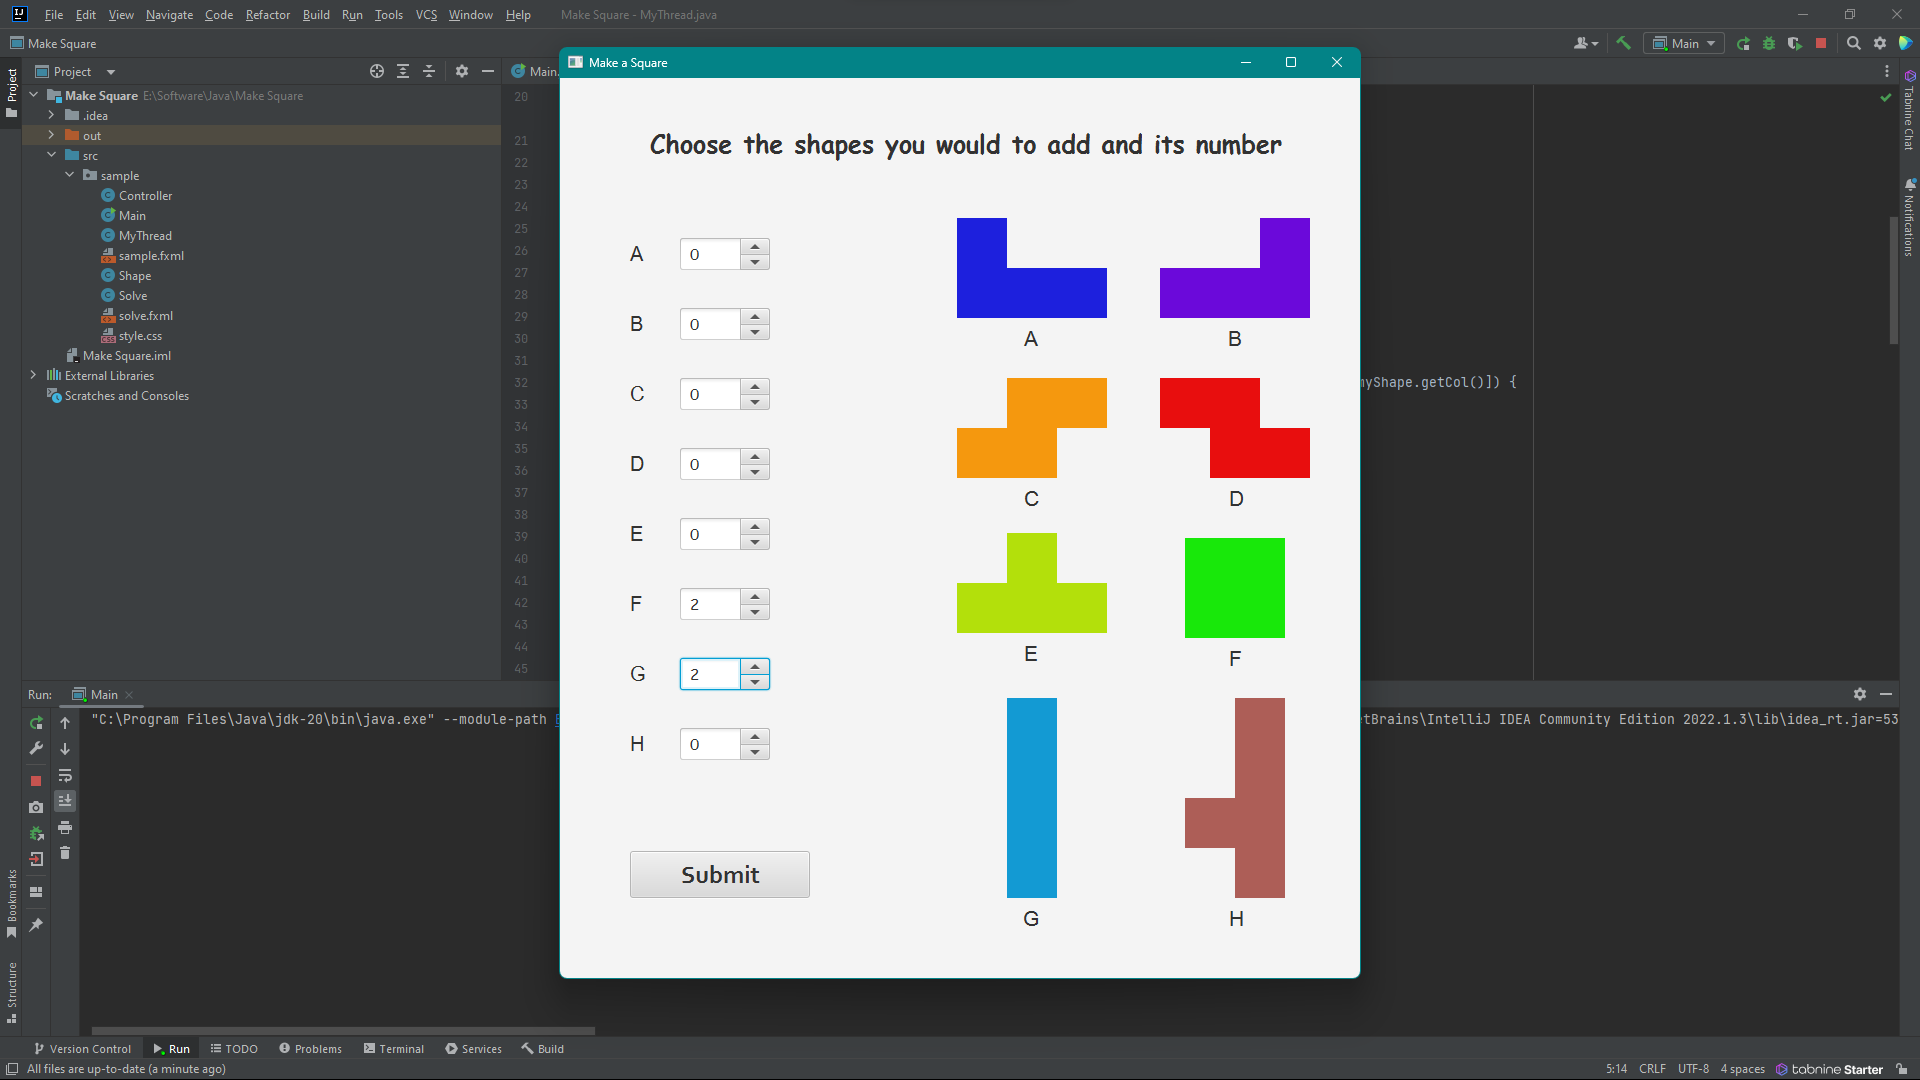 File Edit View Navigate Code Refactor Build Run Tools VCS Window Help Make Square - MyThread.java
Make Square
Main
Project
Main.
Make a Square
Project
Make Square E:\Software\Java\Make Square
.idea
out
src
sample
Controller
Main
MyThread
sample.fxml
Shape
Solve
solve.fxml
style.css
Make Square.iml
External Libraries
Scratches and Consoles
20
21
22
23
24
25
26
27
28
29
30
31
32
33
34
35
36
37
38
39
40
41
42
43
44
45
Choose the shapes you would to add and its number
A 0
B 0
C 0
D 0
E 0
F 2
G 2
H 0
Submit
A B
C D
E F
G H
myShape.getCol()]) {
Tabnine Chat
Notifications
Run: Main
"C:\Program Files\Java\jdk-20\bin\java.exe" --module-path
etBrains\IntelliJ IDEA Community Edition 2022.1.3\lib\idea_rt.jar=53
Bookmarks
Structure
Version Control Run TODO Problems Terminal Services Build
All files are up-to-date (a minute ago)
5:14 CRLF UTF-8 4 spaces tabnine Starter